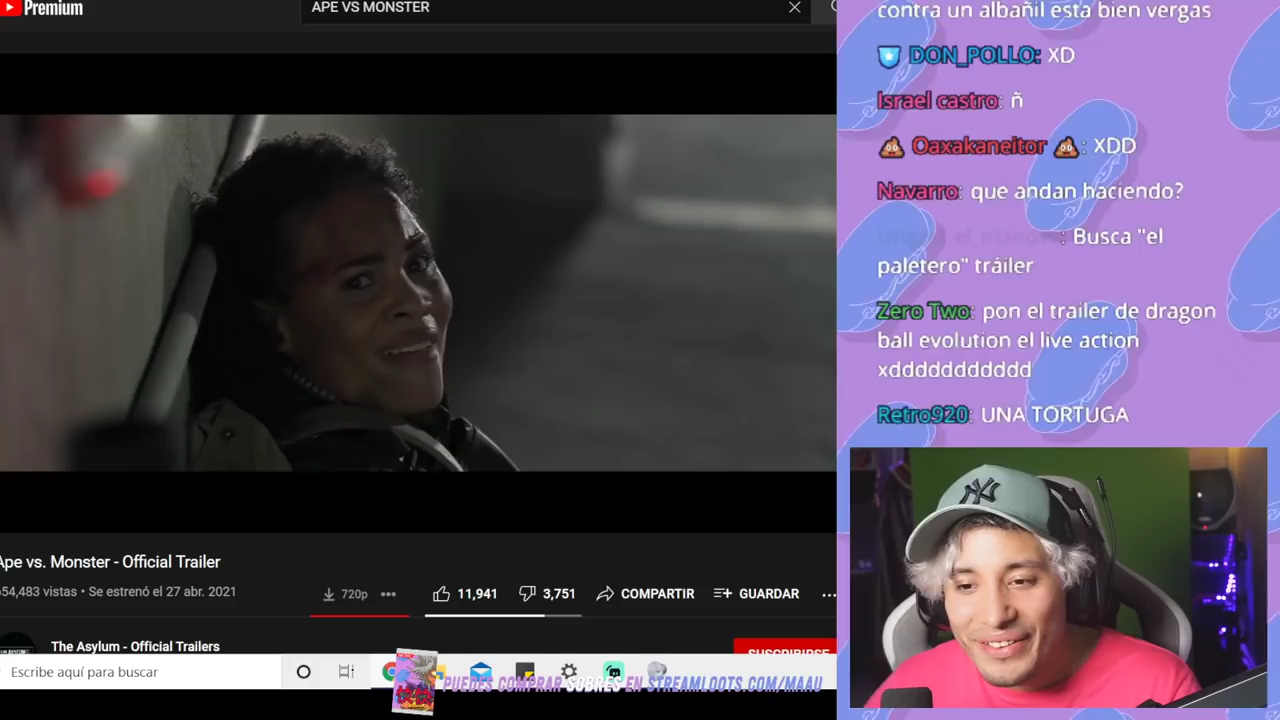 Premium
APE VS MONSTER
contra un albañil esta bien vergas
DON_POLLO: XD
Israel castro: ñ
Oaxakaneitor : XDD
Navarro: que andan haciendo?
: Busca "el
paletero" tráiler
Zero Two: pon el trailer de dragon
ball evolution el live action
xddddddddddd
Retro920: UNA TORTUGA
Ape vs. Monster - Official Trailer
654,483 vistas • Se estrenó el 27 abr. 2021
720p
11,941
3,751
COMPARTIR
GUARDAR
The Asylum - Official Trailers
SUSCRIBIRSE
Escribe aquí para buscar
PUEDES COMPRAR SOBRES EN STREAMLOOTS.COM/MAAU